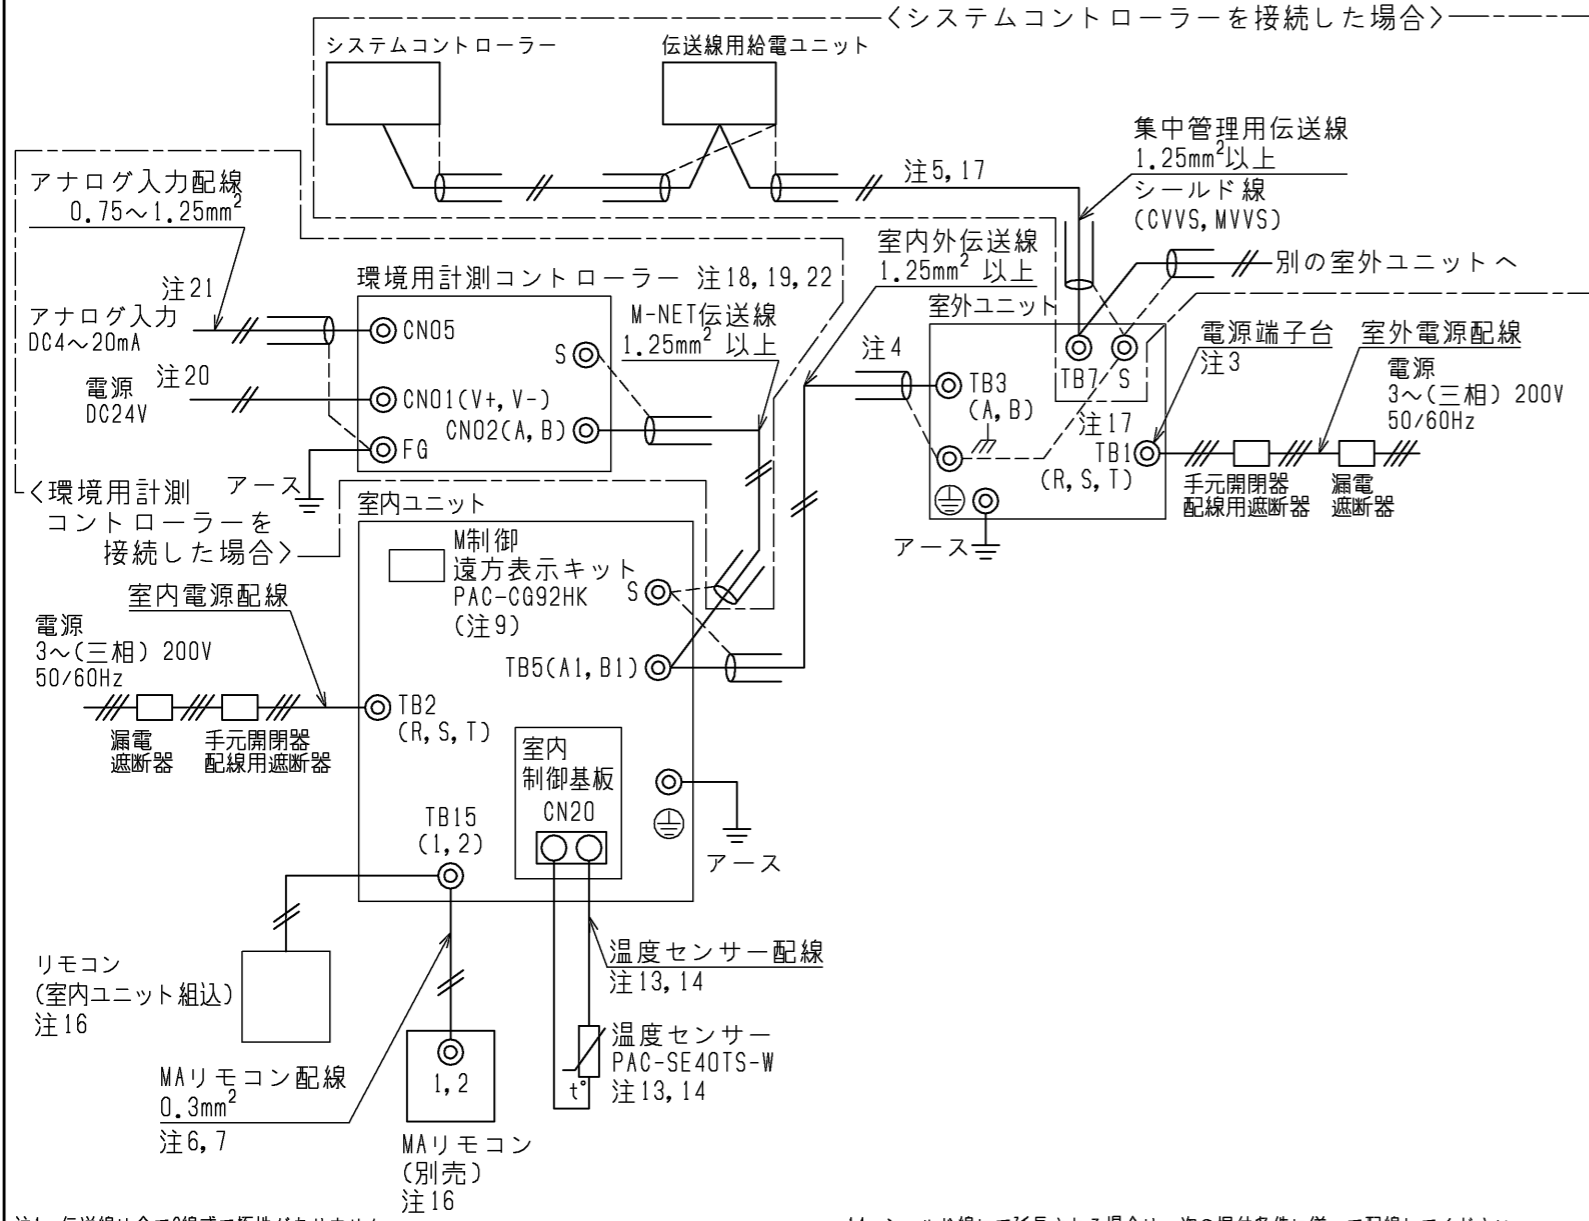 〈システムコントローラーを接続した場合〉
システムコントローラー
伝送線用給電ユニット
集中管理用伝送線
1.25mm²以上
シールド線
(CVVS,MVVS)
注5,17
アナログ入力配線
0.75～1.25mm²
室内外伝送線
1.25mm² 以上
別の室外ユニットへ
環境用計測コントローラー 注18,19,22
注21
アナログ入力
DC4～20mA
CN05
M-NET伝送線
1.25mm² 以上
S
室外ユニット
注4
TB3
(A,B)
TB7
S
電源端子台
注3
室外電源配線
電源
3～(三相) 200V
50/60Hz
注20
電源
DC24V
CN01(V+,V-)
CN02(A,B)
FG
アース
注17
TB1
(R,S,T)
手元開閉器
配線用遮断器
漏電
遮断器
アース
〈環境用計測
コントローラーを
接続した場合〉
室内ユニット
M制御
遠方表示キット
PAC-CG92HK
(注9)
S
室内電源配線
電源
3～(三相) 200V
50/60Hz
TB5(A1,B1)
TB2
(R,S,T)
漏電
遮断器
手元開閉器
配線用遮断器
室内
制御基板
CN20
TB15
(1,2)
アース
リモコン
(室内ユニット組込)
注16
温度センサー配線
注13,14
温度センサー
PAC-SE40TS-W
注13,14
t°
MAリモコン配線
0.3mm²
注6,7
1,2
MAリモコン
(別売)
注16